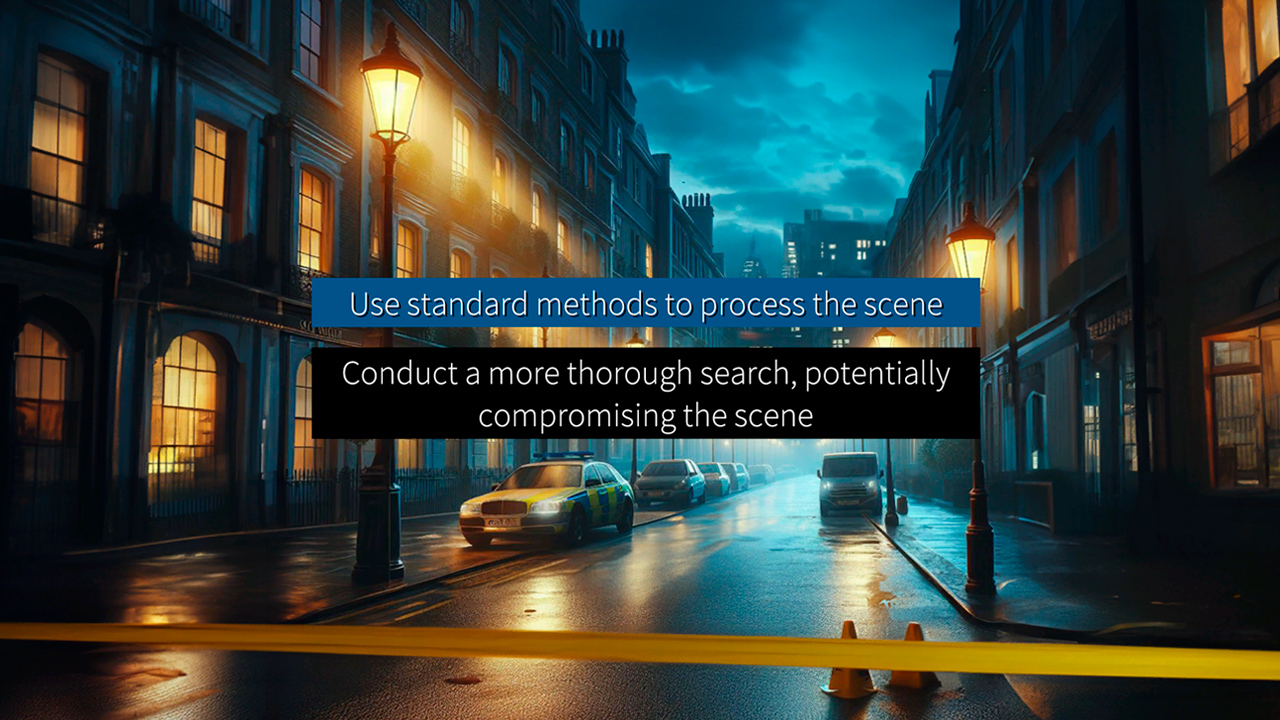 Use standard methods to process the scene
Conduct a more thorough search, potentially
compromising the scene